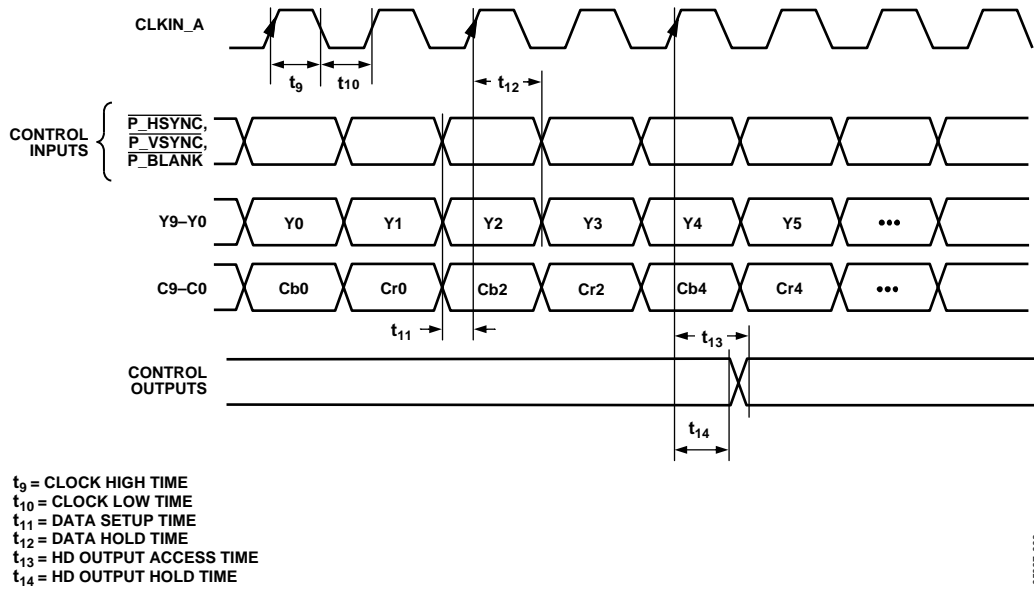 CLKIN_A
t9
t10
t12
CONTROL
INPUTS
P_HSYNC,
P_VSYNC,
P_BLANK
Y9–Y0
Y0
Y1
Y2
Y3
Y4
Y5
•••
C9–C0
Cb0
Cr0
Cb2
Cr2
Cb4
Cr4
•••
t11
t13
CONTROL
OUTPUTS
t14
t9 = CLOCK HIGH TIME
t10 = CLOCK LOW TIME
t11 = DATA SETUP TIME
t12 = DATA HOLD TIME
t13 = HD OUTPUT ACCESS TIME
t14 = HD OUTPUT HOLD TIME